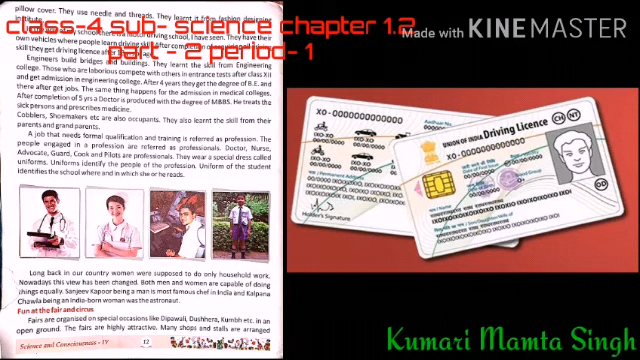 class-4 sub- science chapter 1.2
part - 2 period- 1
Made with KINEMASTER
pillow cover. They use needle and threads. They learnt it from fashion designing
institute.
skill they get driving licence after
Engineers build bridges and buildings. They learnt the skill from Engineering
college. Those who are laborious compete with others in entrance tests after class XII
and get admission in engineering college. After 4 years they get the degree of B.E. and
there after get jobs. The same thing happens for the admission in medical colleges.
After completion of 5 yrs a Doctor is produced with the degree of MBBS. He treats the
sick persons and prescribes medicine.
Cobblers, Shoemakers etc are also occupants. They also learnt the skill from their
parents and grand parents.
A job that needs formal qualification and training is referred as profession. The
people engaged in a profession are referred as professionals. Doctor, Nurse,
Advocate, Guard, Cook and Pilots are professionals. They wear a special dress called
uniforms. Uniforms identify the people of the profession. Uniform of the student
identifies the school where and in which she or he reads.
Long back in our country women were supposed to do only household work.
Nowadays this view has been changed. Both men and women are capable of doing
things equally. Sanjeev Kapoor being a man is most famous chef in India and Kalpana
Chawla being an India-born woman was the astronaut.
Fun at the fair and circus
Fairs are organised on special occasions like Dipawali, Dushhera, Kumbh etc. in an
open ground. The fairs are highly attractive. Many shops and stalls are arranged
Science and Consciousness - IV
12
XO-0000000000000
Holder's Signature
UNION OF INDIA Driving Licence
CH
NT
XO-0000000000000
OD
Kumari Mamta Singh